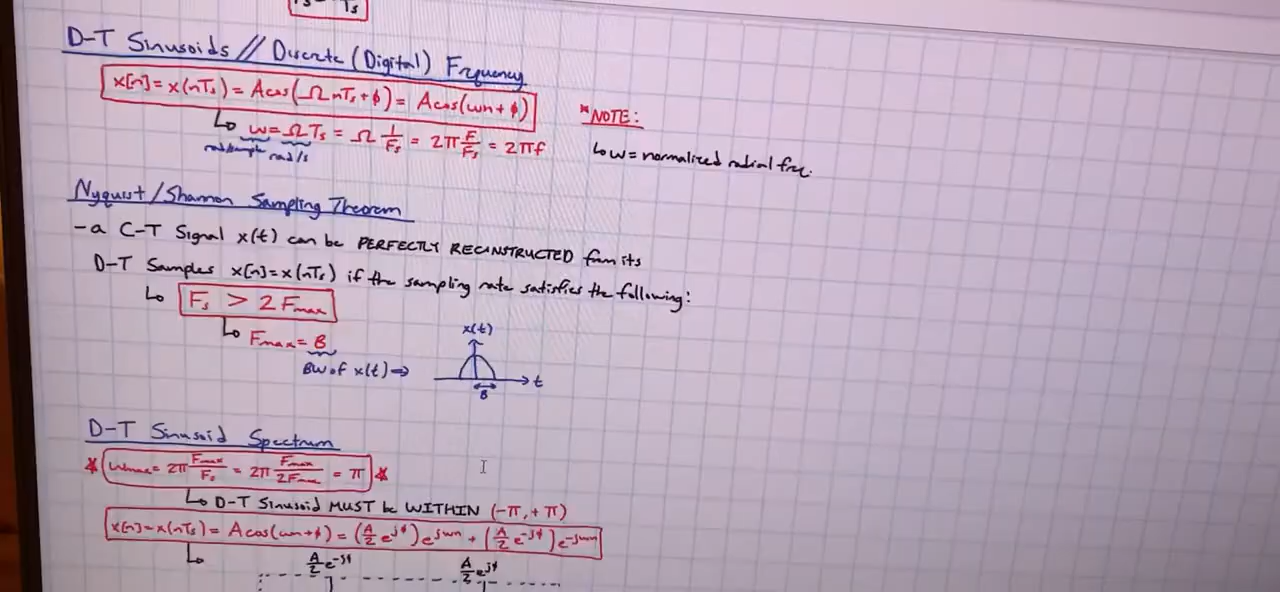 D-T Sinusoids // Discrete (Digital) Frequency
x[n] = x(nTs) = Acos(ΩnTs+ϕ) = Acos(ωn+ϕ)
*NOTE:
↳ ω = ΩTs = Ω 1/Fs = 2π F/Fs = 2πf
↳ ω = normalized radial freq.
rad/sample rad/s
Nyquist/Shannon Sampling Theorem
-a C-T Signal x(t) can be PERFECTLY RECONSTRUCTED from its
D-T Samples x[n]=x(nTs) if the sampling rate satisfies the following:
↳ Fs > 2Fmax
↳ Fmax = B
x(t)
BW of x(t) ⇒
t
B
D-T Sinusoid Spectrum
* ωmax = 2π Fmax/Fs = 2π Fmax/2Fmax = π *
↳ D-T Sinusoid MUST be WITHIN (-π,+π)
x[n]=x(nTs) = Acos(ωn+ϕ) = (A/2 e^jϕ)e^jωn + (A/2 e^-jϕ)e^-jωn
↳
A/2 e^-jϕ A/2 e^jϕ